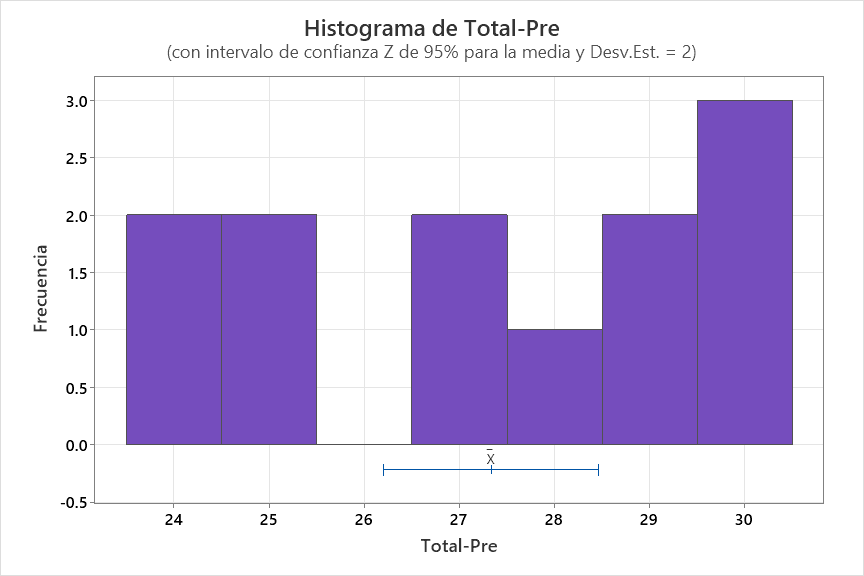 Histograma de Total-Pre
(con intervalo de confianza Z de 95% para la media y Desv.Est. = 2)
3.0
2.5
2.0
1.5
1.0
0.5
0.0
-0.5
Frecuencia
X̄
24 25 26 27 28 29 30
Total-Pre